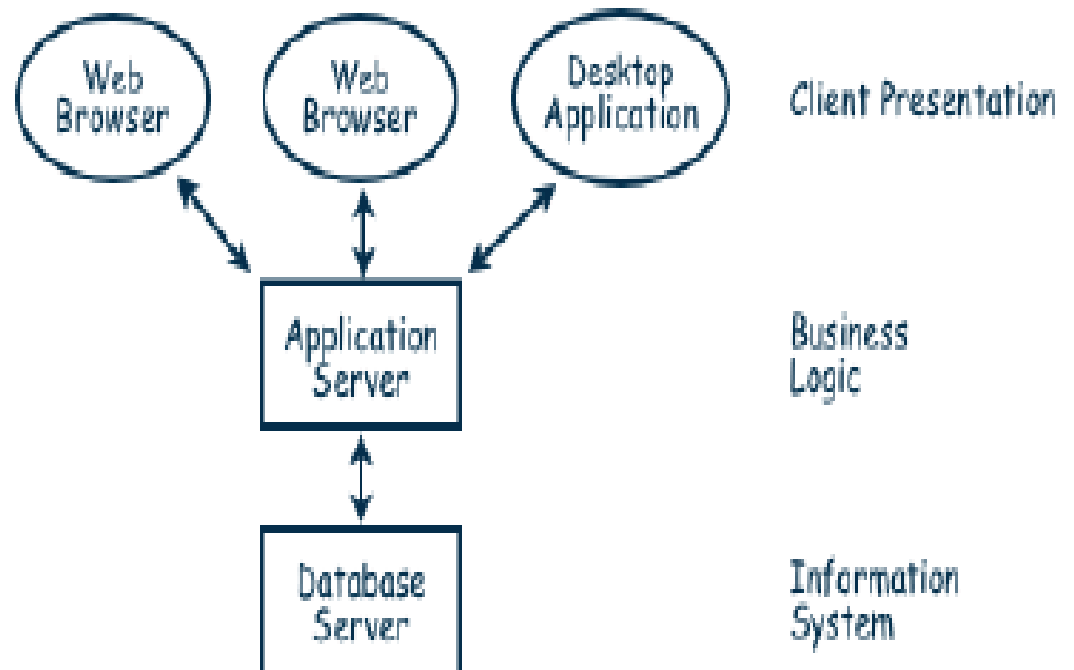 Web
Browser
Web
Browser
Desktop
Application
Client Presentation
Application
Server
Business
Logic
Database
Server
Information
System